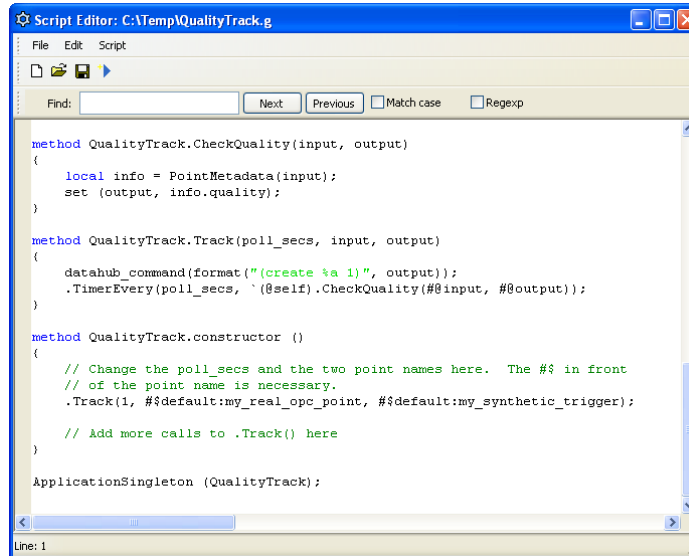 Script Editor: C:\Temp\QualityTrack.g
File Edit Script
Find: Next Previous Match case Regexp
method QualityTrack.CheckQuality(input, output)
{
    local info = PointMetadata(input);
    set (output, info.quality);
}
method QualityTrack.Track(poll_secs, input, output)
{
    datahub_command(format("(create %a 1)", output));
    .TimerEvery(poll_secs, `(@self).CheckQuality(#@input, #@output));
}
method QualityTrack.constructor ()
{
    // Change the poll_secs and the two point names here.  The #$ in front
    // of the point name is necessary.
    .Track(1, #$default:my_real_opc_point, #$default:my_synthetic_trigger);
    // Add more calls to .Track() here
}
ApplicationSingleton (QualityTrack);
Line: 1